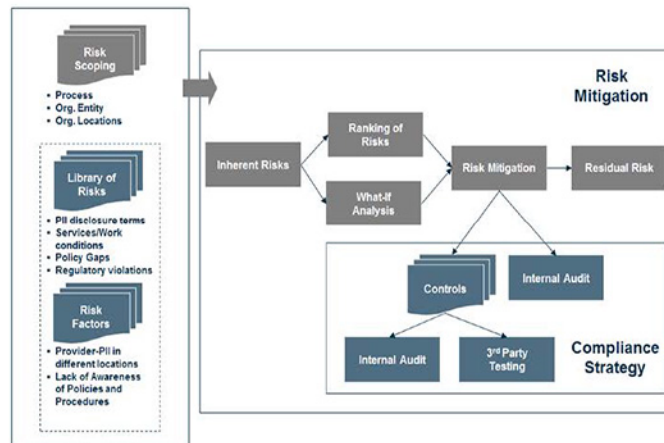 Risk
Scoping
• Process
• Org. Entity
• Org. Locations
Library of
Risks
• PII disclosure terms
• Services/Work
conditions
• Policy Gaps
• Regulatory violations
Risk
Factors
• Provider-PII in
different locations
• Lack of Awareness
of Policies and
Procedures
Risk
Mitigation
Inherent Risks
Ranking of
Risks
What-If
Analysis
Risk Mitigation
Residual Risk
Controls
Internal Audit
Internal Audit
3rd Party
Testing
Compliance
Strategy